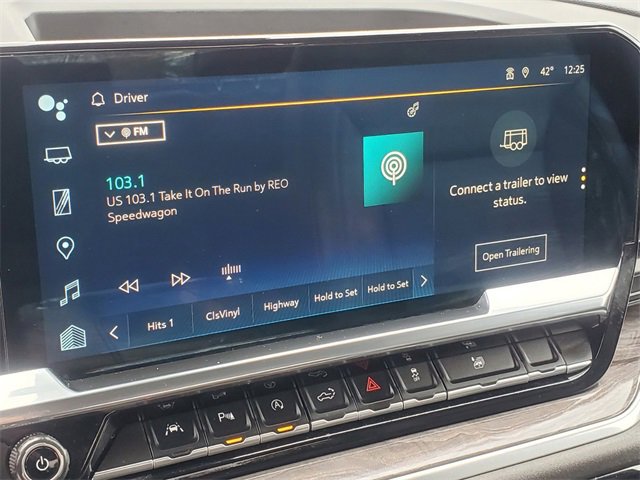 Driver
42° 12:25
FM
103.1
US 103.1 Take It On The Run by REO
Speedwagon
Connect a trailer to view
status.
Open Trailering
Hits 1
ClsVinyl
Highway
Hold to Set
Hold to Set
P
A